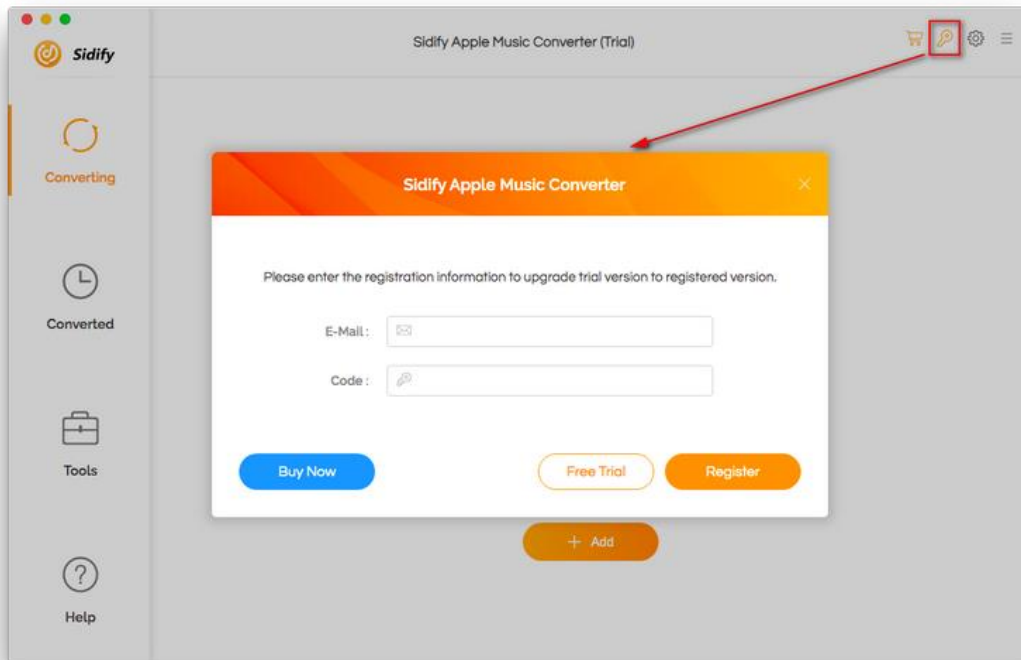 Sidify
Sidify Apple Music Converter (Trial)
Converting
Sidify Apple Music Converter
Please enter the registration information to upgrade trial version to registered version.
E-Mail :
Code :
Converted
Buy Now
Free Trial
Register
Tools
+ Add
Help